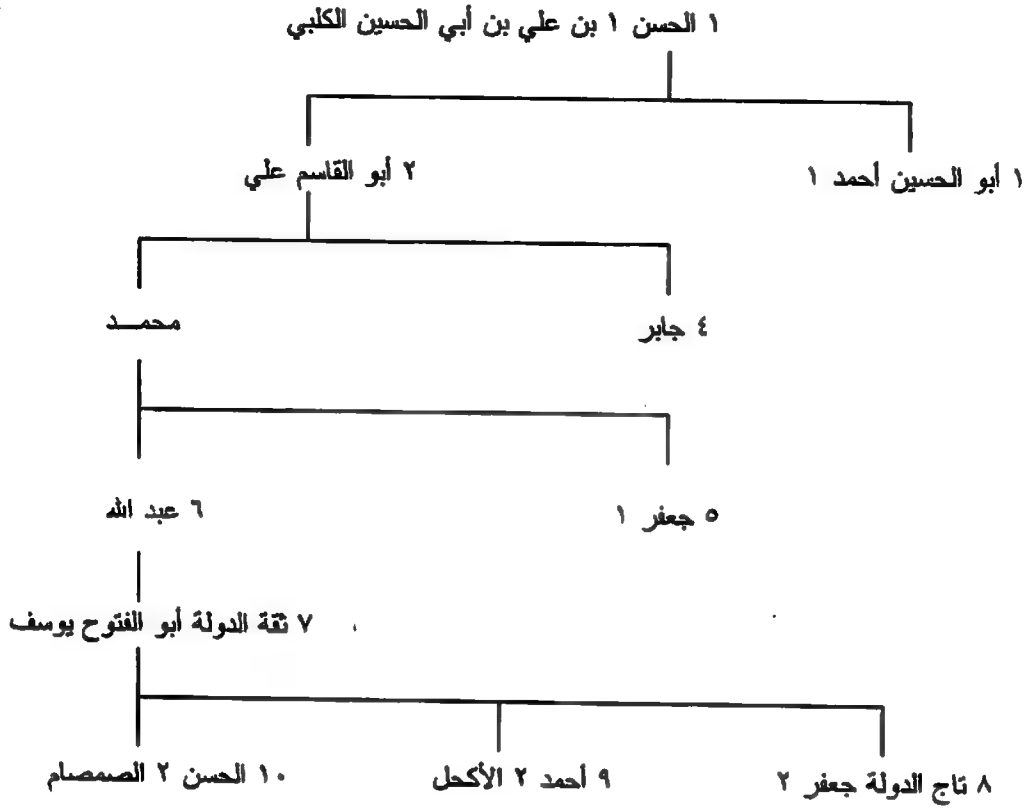 ١ الحسن ١ بن علي بن أبي الحسين الكلبي
١ أبو الحسين أحمد ١
٢ أبو القاسم علي
٤ جابر
محمـــد
٥ جعفر ١
٦ عبد الله
٧ ثقة الدولة أبو الفتوح يوسف
٨ تاج الدولة جعفر ٢
٩ أحمد ٢ الأكحل
١٠ الحسن ٢ الصمصام